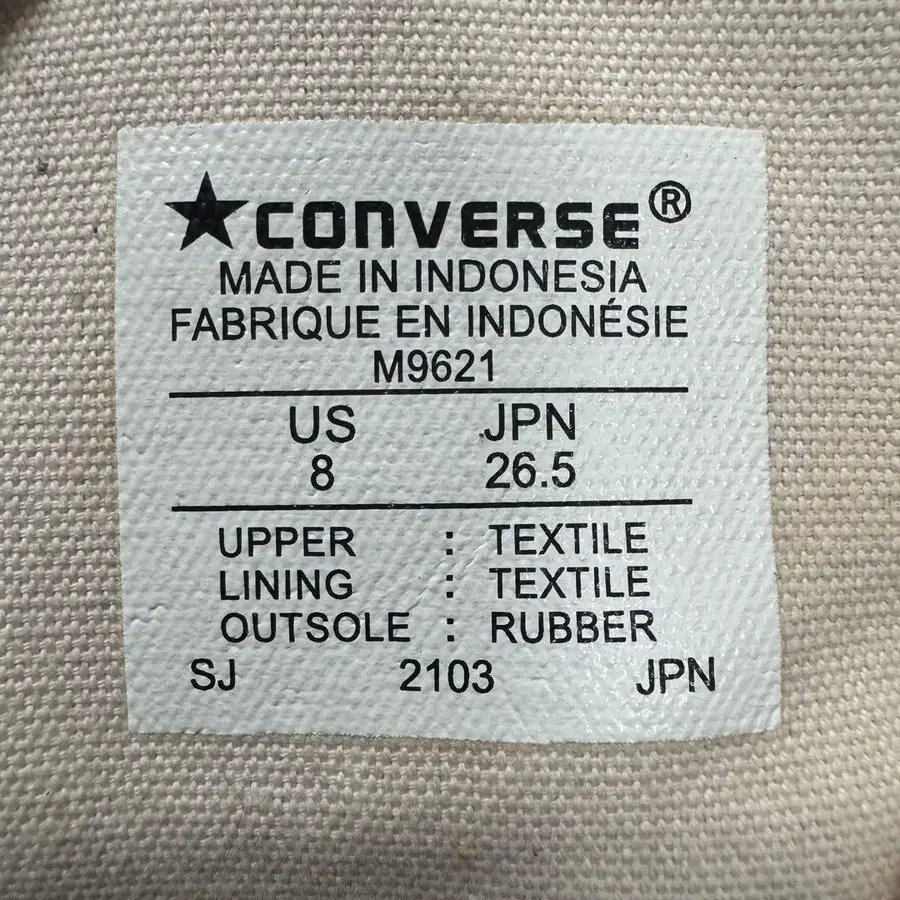 ★CONVERSE®
MADE IN INDONESIA
FABRIQUE EN INDONÉSIE
M9621
US JPN
8 26.5
UPPER : TEXTILE
LINING : TEXTILE
OUTSOLE : RUBBER
SJ 2103 JPN